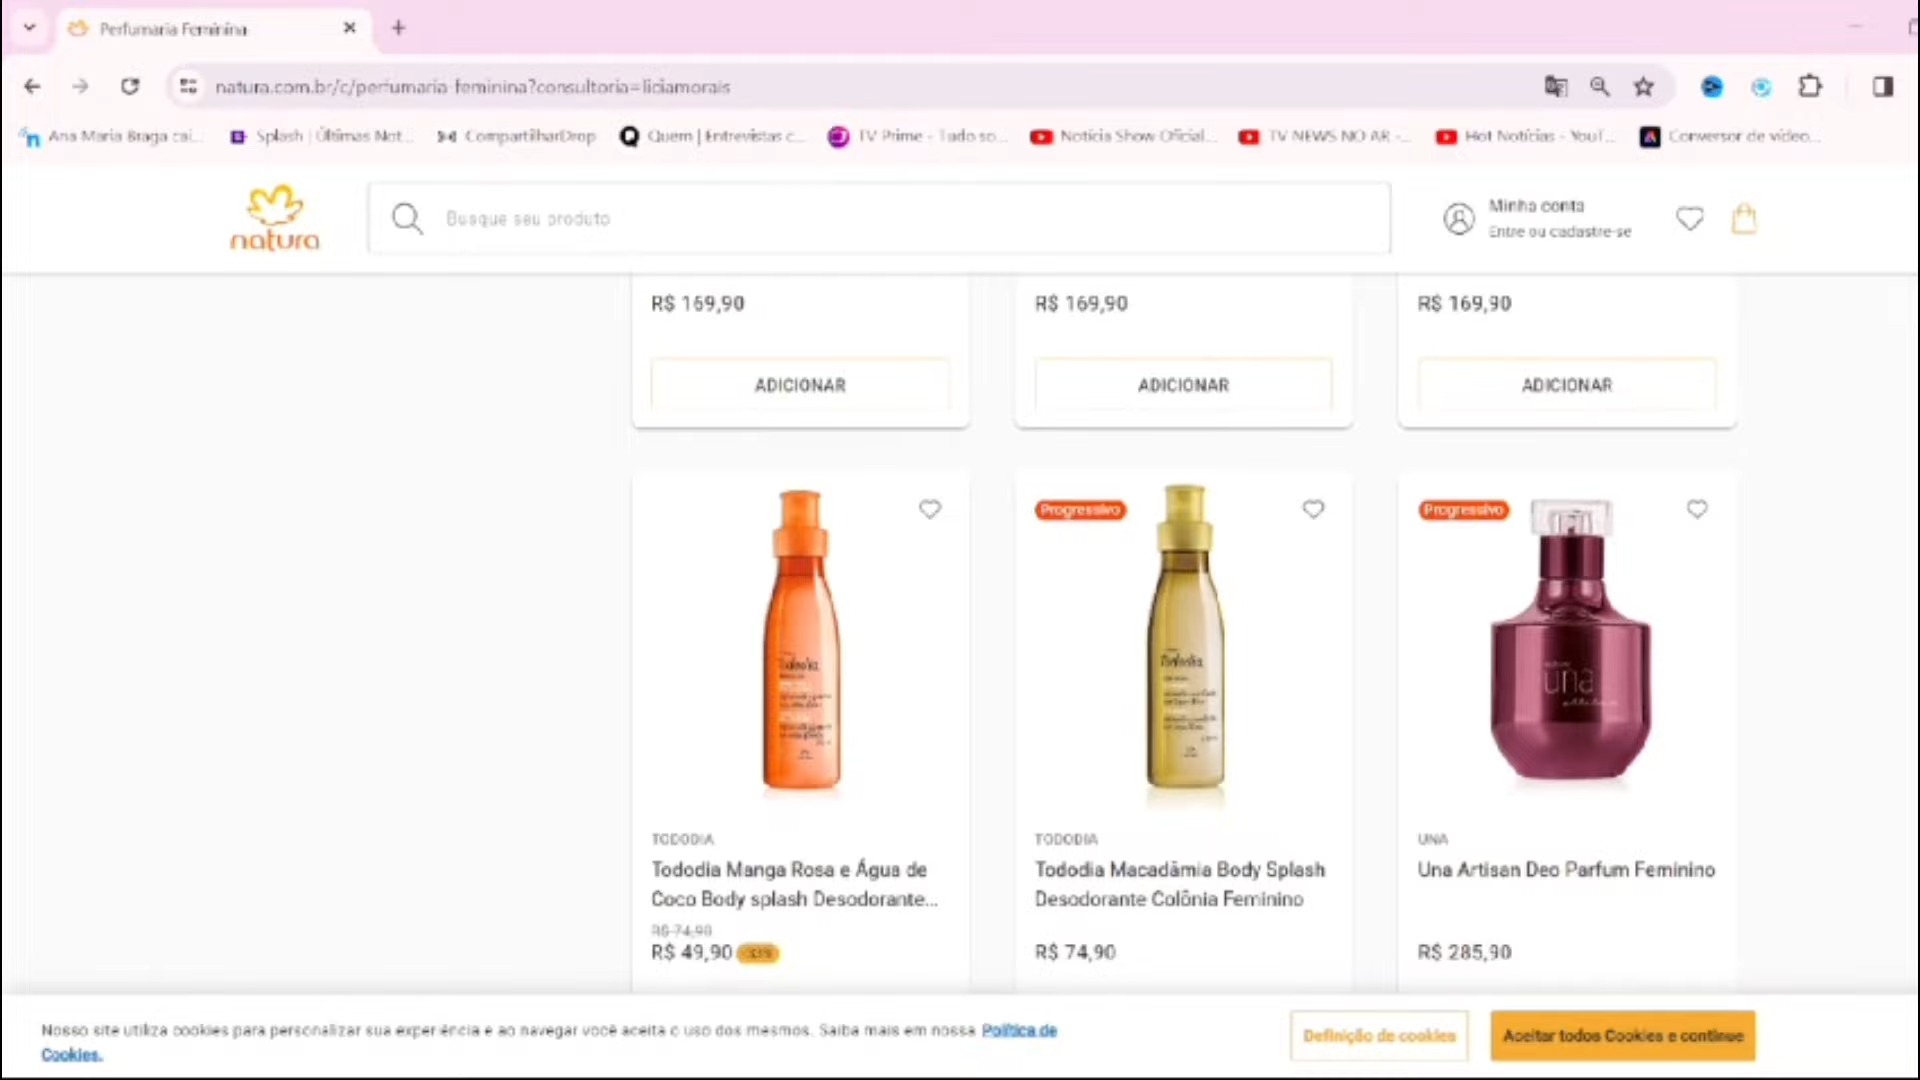 Perfumaria Feminina
natura.com.br/c/perfumaria-feminina?consultoria=liciamorais
Ana Maria Braga cai...
Splash | Últimas Not...
CompartilharDrop
Quem | Entrevistas c...
TV Prime - Tudo so...
Notícia Show Oficial...
TV NEWS NO AR -...
Hot Notícias - YouT...
Conversor de vídeo...
natura
Busque seu produto
Minha conta
Entre ou cadastre-se
R$ 169,90
R$ 169,90
R$ 169,90
ADICIONAR
ADICIONAR
ADICIONAR
Progressivo
Progressivo
Tododia
Tododia
una
TODODIA
Tododia Manga Rosa e Água de
Coco Body splash Desodorante...
R$ 74,90
R$ 49,90
TODODIA
Tododia Macadâmia Body Splash
Desodorante Colônia Feminino
R$ 74,90
UNA
Una Artisan Deo Parfum Feminino
R$ 285,90
Nosso site utiliza cookies para personalizar sua experiência e ao navegar você aceita o uso dos mesmos. Saiba mais em nossa Política de
Cookies.
Definição de cookies
Aceitar todos Cookies e continue